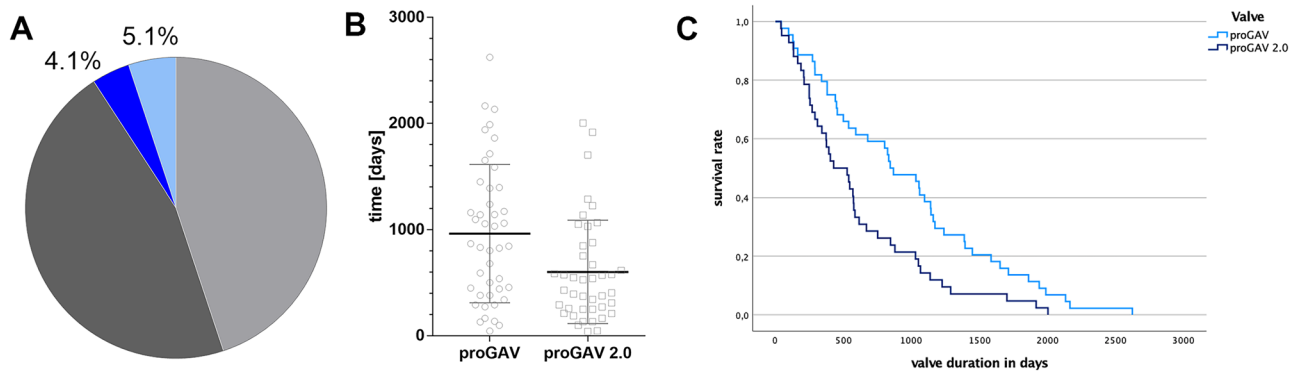 A
5.1%
4.1%
B
3000
2000
1000
0
time [days]
proGAV
proGAV 2.0
C
Valve
proGAV
proGAV 2.0
1,0
0,8
0,6
0,4
0,2
0,0
survival rate
0
500
1000
1500
2000
2500
3000
valve duration in days